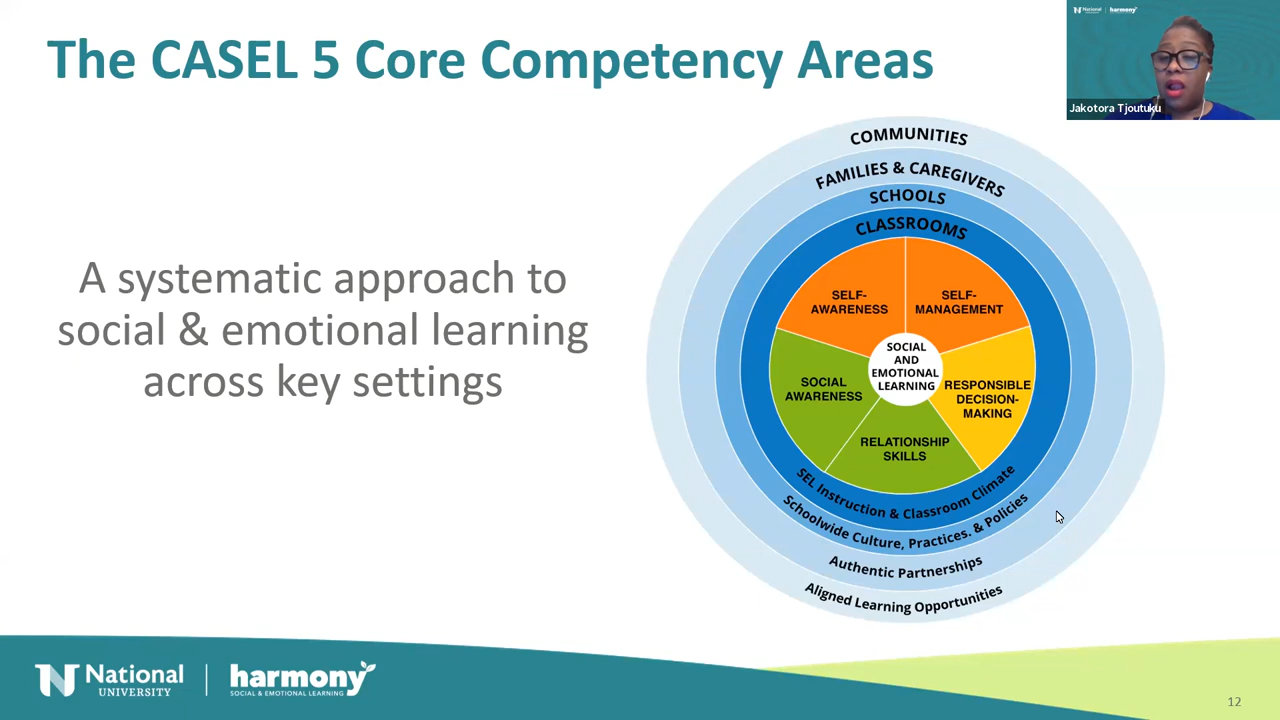 The CASEL 5 Core Competency Areas
National UNIVERSITY harmony
Jakotora Tjoutuku
A systematic approach to
social & emotional learning
across key settings
COMMUNITIES
FAMILIES & CAREGIVERS
SCHOOLS
CLASSROOMS
SELF-
AWARENESS
SELF-
MANAGEMENT
SOCIAL
AND
EMOTIONAL
LEARNING
SOCIAL
AWARENESS
RESPONSIBLE
DECISION-
MAKING
RELATIONSHIP
SKILLS
SEL Instruction & Classroom Climate
Schoolwide Culture, Practices. & Policies
Authentic Partnerships
Aligned Learning Opportunities
National
UNIVERSITY
harmony
SOCIAL & EMOTIONAL LEARNING
12